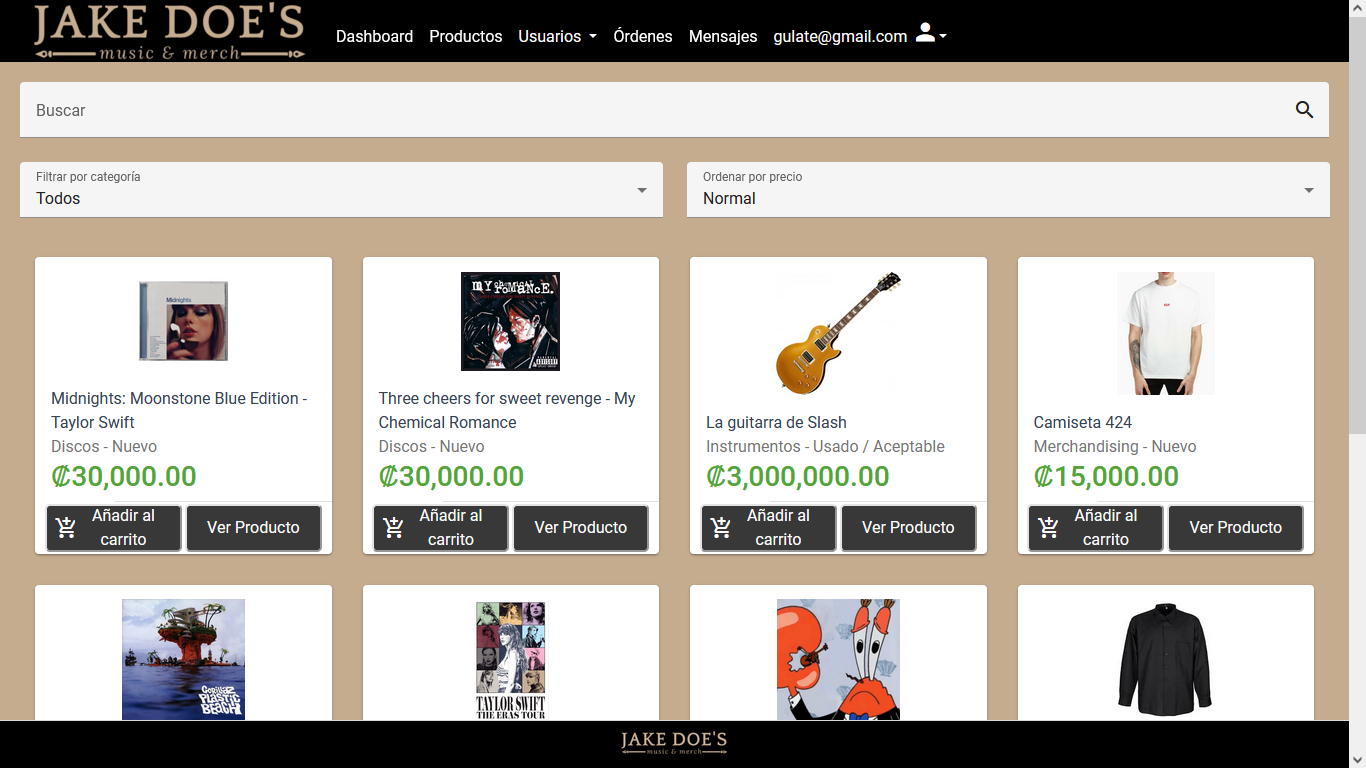 JAKE DOE'S
music & merch
Dashboard Productos Usuarios Órdenes Mensajes gulate@gmail.com
Buscar
Filtrar por categoría
Todos
Ordenar por precio
Normal
Midnights
MY CHEMICAL
ROMANCE.
Midnights: Moonstone Blue Edition -
Taylor Swift
Discos - Nuevo
₡30,000.00
Añadir al
carrito
Ver Producto
Three cheers for sweet revenge - My
Chemical Romance
Discos - Nuevo
₡30,000.00
Añadir al
carrito
Ver Producto
La guitarra de Slash
Instrumentos - Usado / Aceptable
₡3,000,000.00
Añadir al
carrito
Ver Producto
Camiseta 424
Merchandising - Nuevo
₡15,000.00
Añadir al
carrito
Ver Producto
GORILLAZ
PLASTIC
BEACH
TAYLOR SWIFT
THE ERAS TOUR
JAKE DOE'S
music & merch